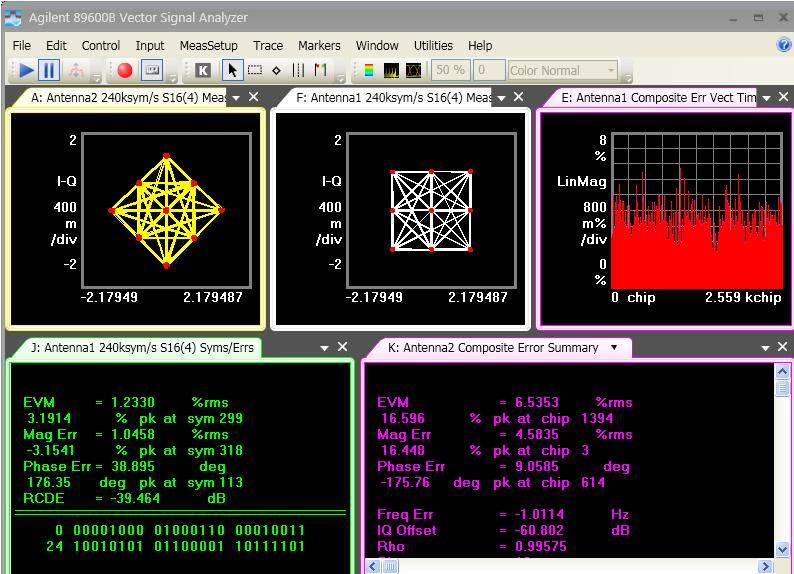 Agilent 89600B Vector Signal Analyzer
File Edit Control Input MeasSetup Trace Markers Window Utilities Help
K 50 % 0 Color Normal
A: Antenna2 240ksym/s S16(4) Meas
2
I-Q
400
m
/div
-2
-2.17949 2.179487
F: Antenna1 240ksym/s S16(4) Meas
2
I-Q
400
m
/div
-2
-2.17949 2.179487
E: Antenna1 Composite Err Vect Tim
8
%
LinMag
800
m%
/div
0
%
0 chip 2.559 kchip
J: Antenna1 240ksym/s S16(4) Syms/Errs
EVM = 1.2330 %rms
3.1914 % pk at sym 299
Mag Err = 1.0458 %rms
-3.1541 % pk at sym 318
Phase Err = 38.895 deg
176.35 deg pk at sym 113
RCDE = -39.464 dB
0 00001000 01000110 00010011
24 10010101 01100001 10111101
K: Antenna2 Composite Error Summary
EVM = 6.5353 %rms
16.596 % pk at chip 1394
Mag Err = 4.5835 %rms
16.448 % pk at chip 3
Phase Err = 9.0585 deg
-175.76 deg pk at chip 614
Freq Err = -1.0114 Hz
IQ Offset = -60.802 dB
Rho = 0.99575